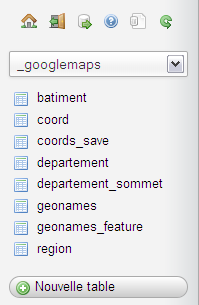 _googlemaps
batiment
coord
coords_save
departement
departement_sommet
geonames
geonames_feature
region
Nouvelle table